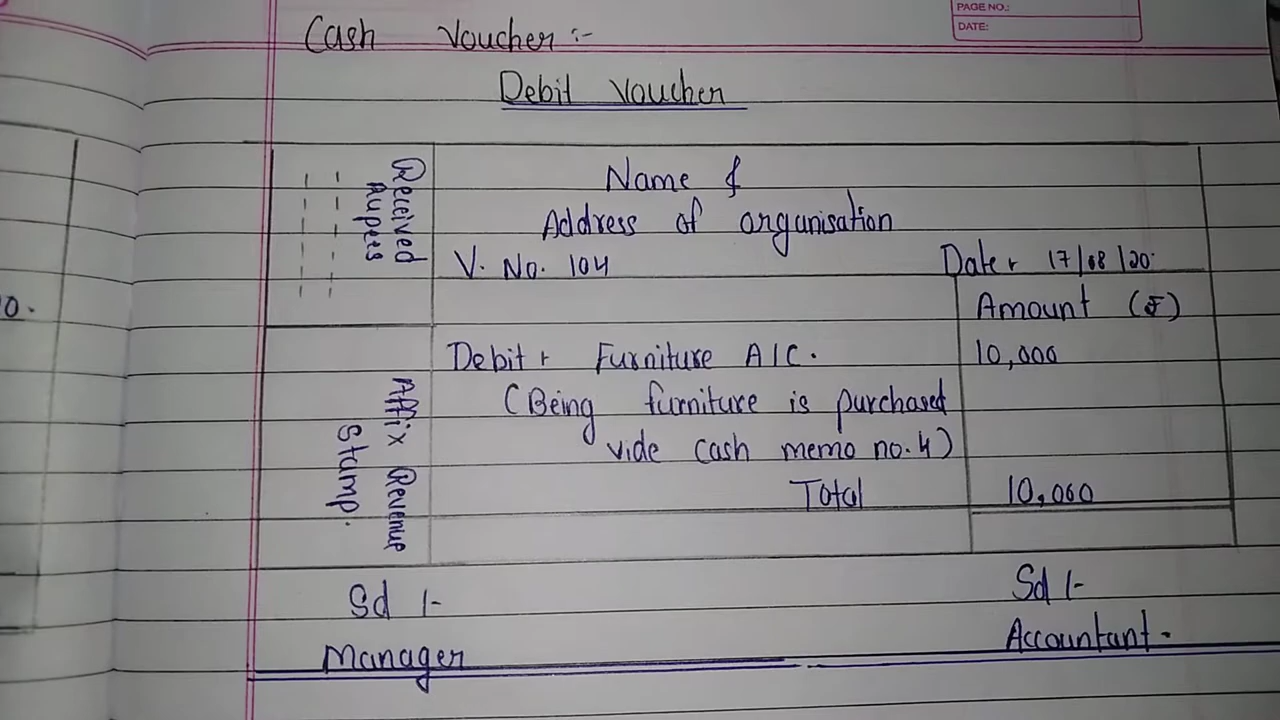 PAGE NO.:
DATE:
Cash Voucher :-
Debit Voucher
Received
Rupees
Name &
Address of organisation
V. No. 104
Date:- 17/08/20
Amount (₹)
Debit:- Furniture A/C.
10,000
(Being furniture is purchased
vide cash memo no. 4)
Total
10,000
Affix Revenue
Stamp.
Sd /-
Manager
Sd /-
Accountant.
0.